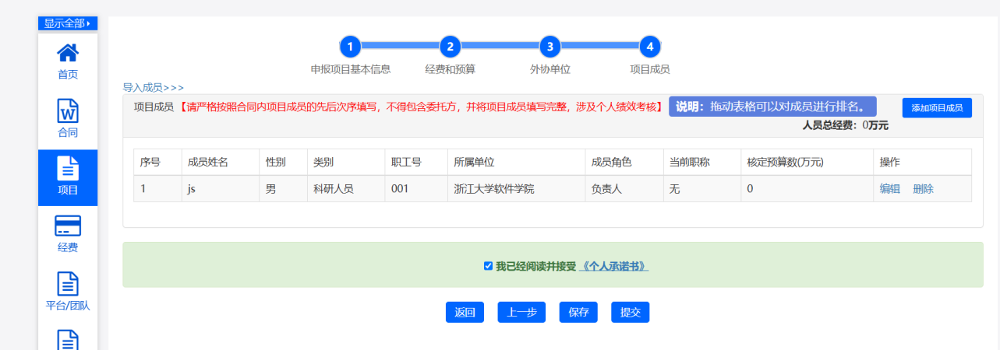 显示全部
首页
W
合同
项目
经费
平台/团队
1 2 3 4
申报项目基本信息 经费和预算 外协单位 项目成员
导入成员>>>
项目成员【请严格按照合同内项目成员的先后次序填写，不得包含委托方，并将项目成员填写完整，涉及个人绩效考核】 说明：拖动表格可以对成员进行排名。 添加项目成员
人员总经费：0万元
序号 成员姓名 性别 类别 职工号 所属单位 成员角色 当前职称 核定预算数(万元) 操作
1 js 男 科研人员 001 浙江大学软件学院 负责人 无 0 编辑 删除
我已经阅读并接受 《个人承诺书》
返回 上一步 保存 提交